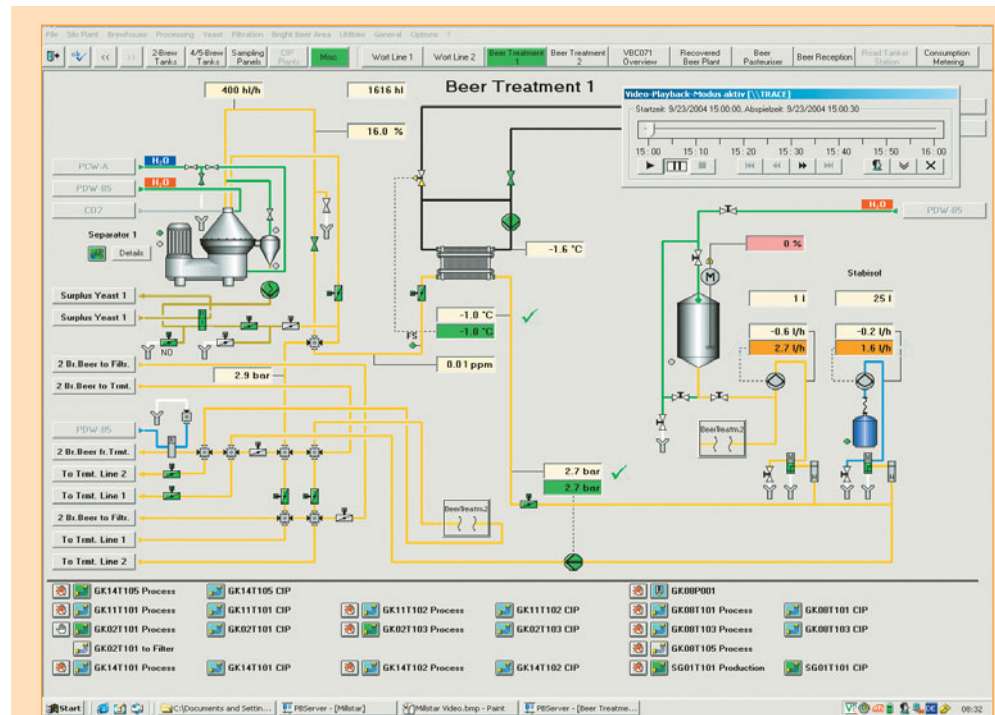 File Silo Plant Brewhouse Processing Yeast Filtration Bright Beer Area Utilities General Options ?
<< >> 2-Brew Tanks 4/5-Brew Tanks Sampling Panels CIP Plants Misc Wort Line 1 Wort Line 2 Beer Treatment 1 Beer Treatment 2 VBC071 Overview Recovered Beer Plant Beer Pasteuriser Beer Reception Road Tanker Station Consumption Metering
400 hl/h 1616 hl Beer Treatment 1
16.0 %
Video-Playback-Modus aktiv [\\TRACE]
Startzeit: 9/23/2004 15:00:00, Abspielzeit: 9/23/2004 15:00:30
15:00 15:10 15:20 15:30 15:40 15:50 16:00
PCW-A H₂O
PDW-85 H₂O
CO2
H₂O PDW-85
Separator 1
Details
-1.6 °C
0 %
M
Stabisol
Surplus Yeast 1
Surplus Yeast 1
NO
1 l 25 l
-1.0 °C
-1.0 °C
FS
-0.6 l/h -0.2 l/h
2.7 l/h 1.6 l/h
2 Br.Beer to Filtr.
0.01 ppm
2.9 bar
2 Br.Beer to Tmt.
PDW-85
2 Br.Beer fr.Tmt.
BeerTreatm.2
To Trmt. Line 2
2.7 bar
2.7 bar
To Trmt. Line 1
2 Br.Beer to Filtr.
BeerTreatm.2
To Trmt. Line 1
To Trmt. Line 2
GK14T105 Process GK14T105 CIP GK08P001
GK11T101 Process GK11T101 CIP GK11T102 Process GK11T102 CIP GK08T101 Process GK08T101 CIP
GK02T101 Process GK02T101 CIP GK02T103 Process GK02T103 CIP GK08T103 Process GK08T103 CIP
GK02T101 to Filter GK08T105 Process
GK14T101 Process GK14T101 CIP GK14T102 Process GK14T102 CIP SG01T101 Production SG01T101 CIP
Start C:\Documents and Settin... PBServer - [Millstar] Millstar Video.bmp - Paint PBServer - [Beer Treatme... DE 08:32